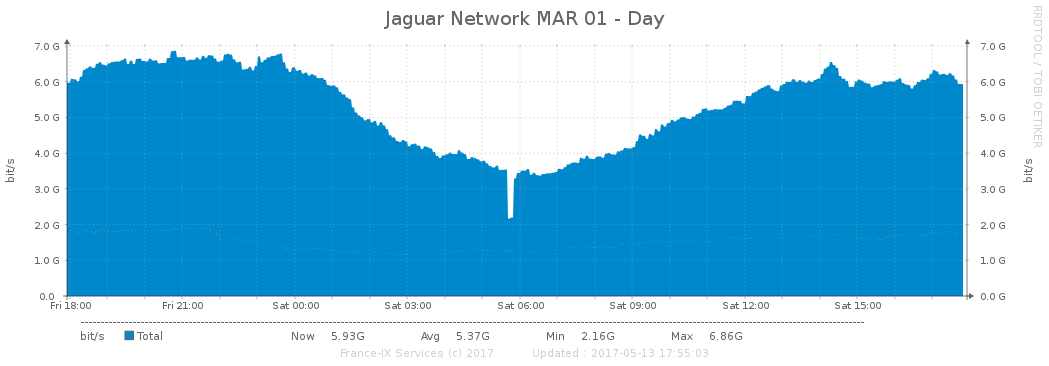 Jaguar Network MAR 01 - Day
RRDTOOL / TOBI OETIKER
bit/s
7.0 G
6.0 G
5.0 G
4.0 G
3.0 G
2.0 G
1.0 G
0.0
7.0 G
6.0 G
5.0 G
4.0 G
3.0 G
2.0 G
1.0 G
0.0 G
bit/s
Fri 18:00 Fri 21:00 Sat 00:00 Sat 03:00 Sat 06:00 Sat 09:00 Sat 12:00 Sat 15:00
bit/s Total Now 5.93G Avg 5.37G Min 2.16G Max 6.86G
France-IX Services (c) 2017 Updated : 2017-05-13 17:55:03